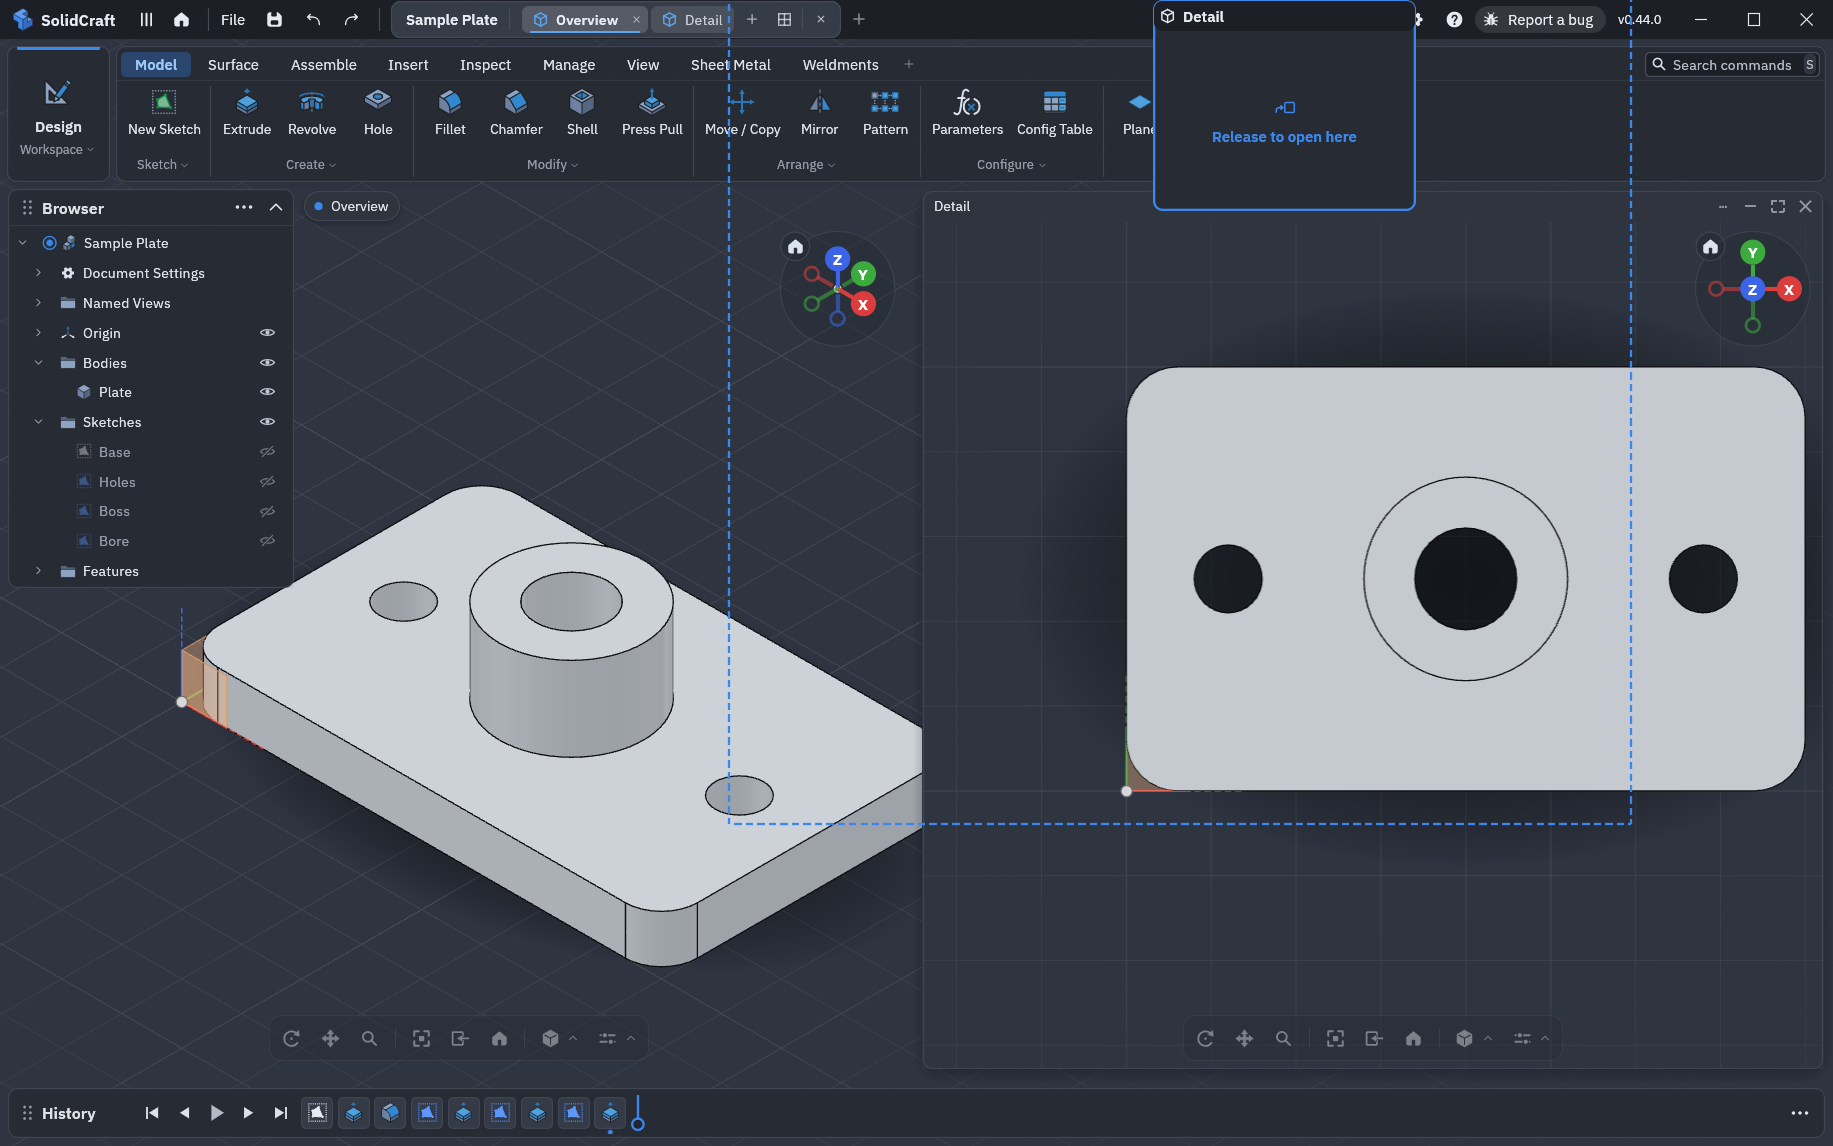 SolidCraft
File
Sample Plate
Overview
Detail
Detail
Report a bug
v0.44.0
Design
Workspace
Model
Surface
Assemble
Insert
Inspect
Manage
View
Sheet Metal
Weldments
Search commands
S
New Sketch
Extrude
Revolve
Hole
Fillet
Chamfer
Shell
Press Pull
Move / Copy
Mirror
Pattern
Parameters
Config Table
Plane
Sketch
Create
Modify
Arrange
Configure
Release to open here
Browser
Sample Plate
Document Settings
Named Views
Origin
Bodies
Plate
Sketches
Base
Holes
Boss
Bore
Features
Overview
Z
Y
X
Detail
Y
Z
X
History